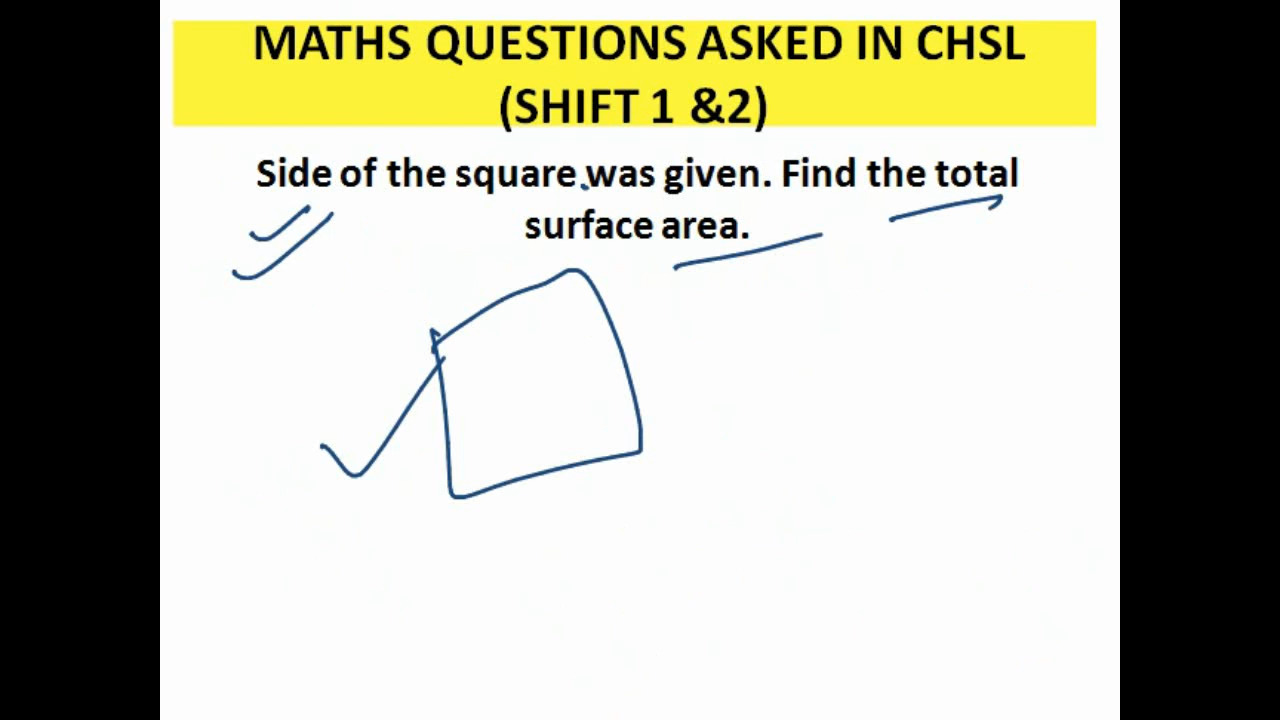 MATHS QUESTIONS ASKED IN CHSL
(SHIFT 1 &2)
Side of the square was given. Find the total
surface area.